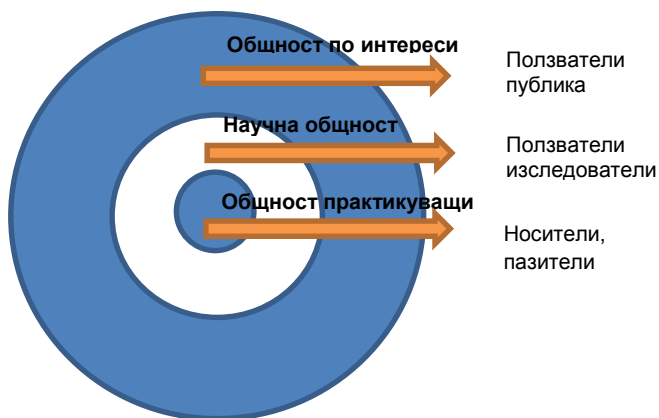 Общност по интереси
Ползватели
публика
Научна общност
Ползватели
изследователи
Общност практикуващи
Носители,
пазители